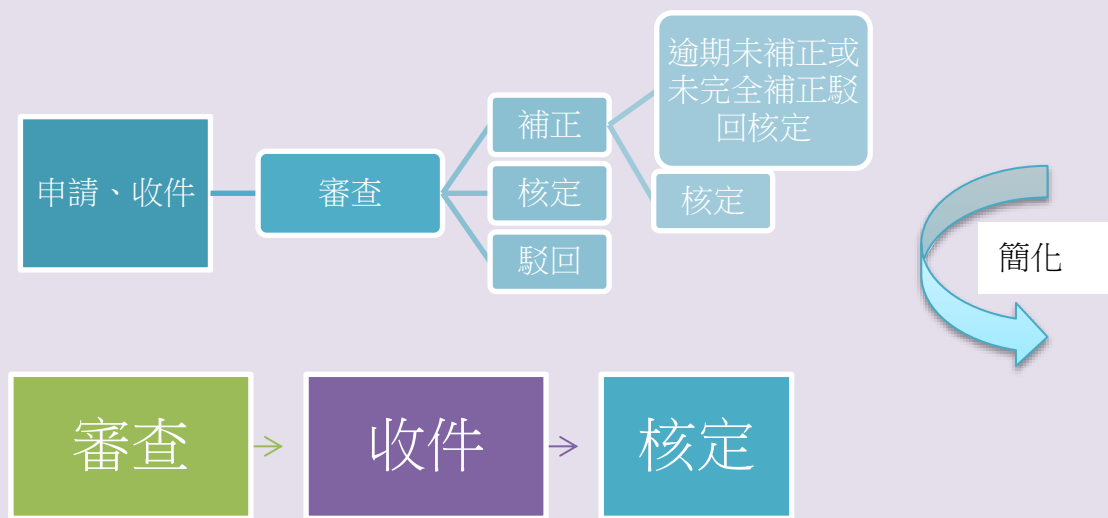 申請、收件
審查
補正
核定
駁回
逾期未補正或
未完全補正駁
回核定
核定
簡化
審查
收件
核定